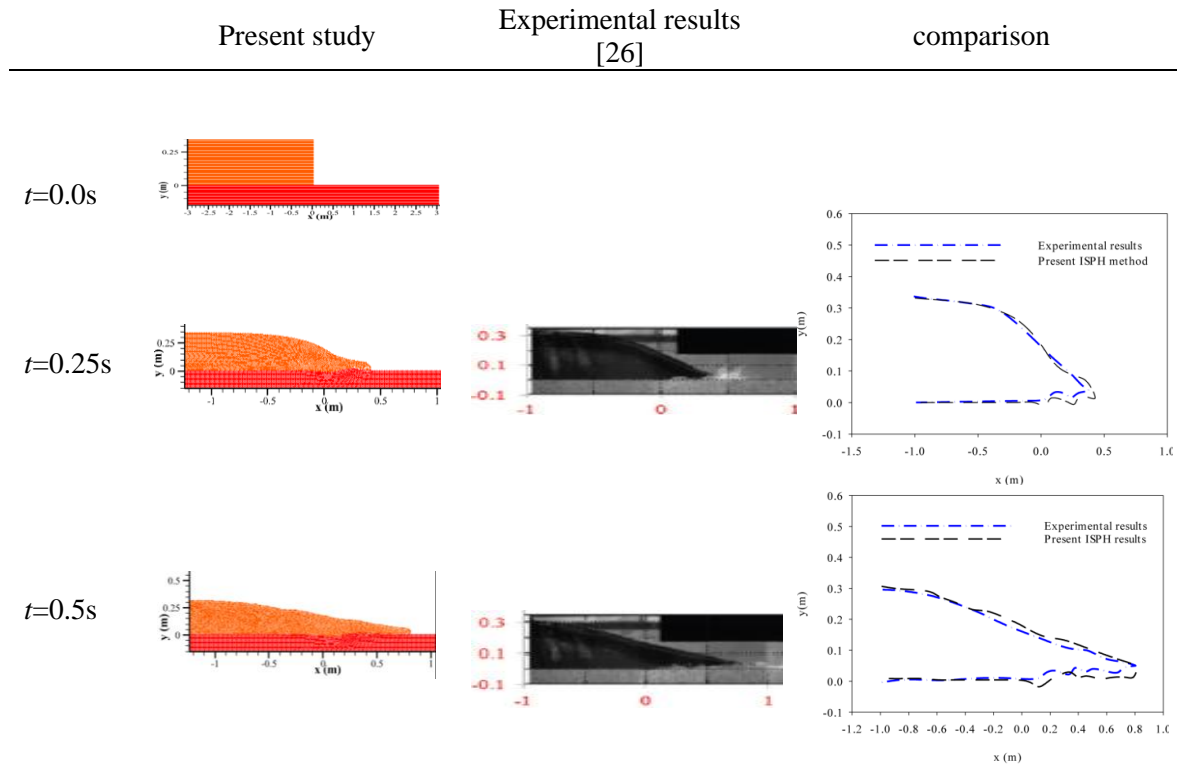 Present study
Experimental results
[26]
comparison
t=0.0s
0.25
0
y (m)
-3 -2.5 -2 -1.5 -1 -0.5 0 0.5 1 1.5 2 2.5 3
x (m)
t=0.25s
0.25
0
y (m)
-1 -0.5 0 0.5 1
x (m)
0.3
0.1
-0.1
-1 0 1
0.6
0.5
0.4
0.3
0.2
0.1
0.0
-0.1
y(m)
Experimental results
Present ISPH method
-1.5 -1.0 -0.5 0.0 0.5 1.0
x (m)
t=0.5s
0.5
0.25
0
y (m)
-1 -0.5 0 0.5 1
x (m)
0.3
0.1
-0.1
-1 0 1
0.6
0.5
0.4
0.3
0.2
0.1
0.0
-0.1
y(m)
Experimental results
Present ISPH results
-1.2 -1.0 -0.8 -0.6 -0.4 -0.2 0.0 0.2 0.4 0.6 0.8 1.0
x (m)